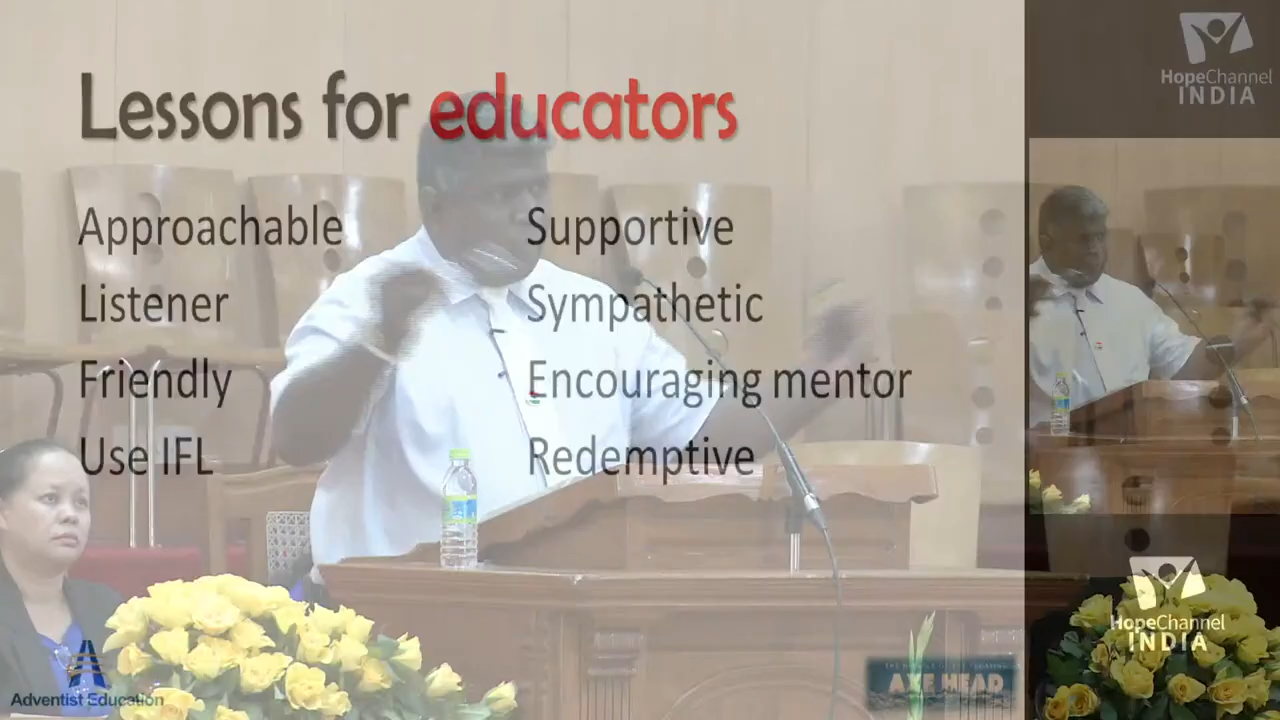 Lessons for educators
Approachable
Supportive
Listener
Sympathetic
Friendly
Encouraging mentor
Use IFL
Redemptive
HopeChannel
INDIA
HopeChannel
INDIA
Adventist Education
AXE HEAD